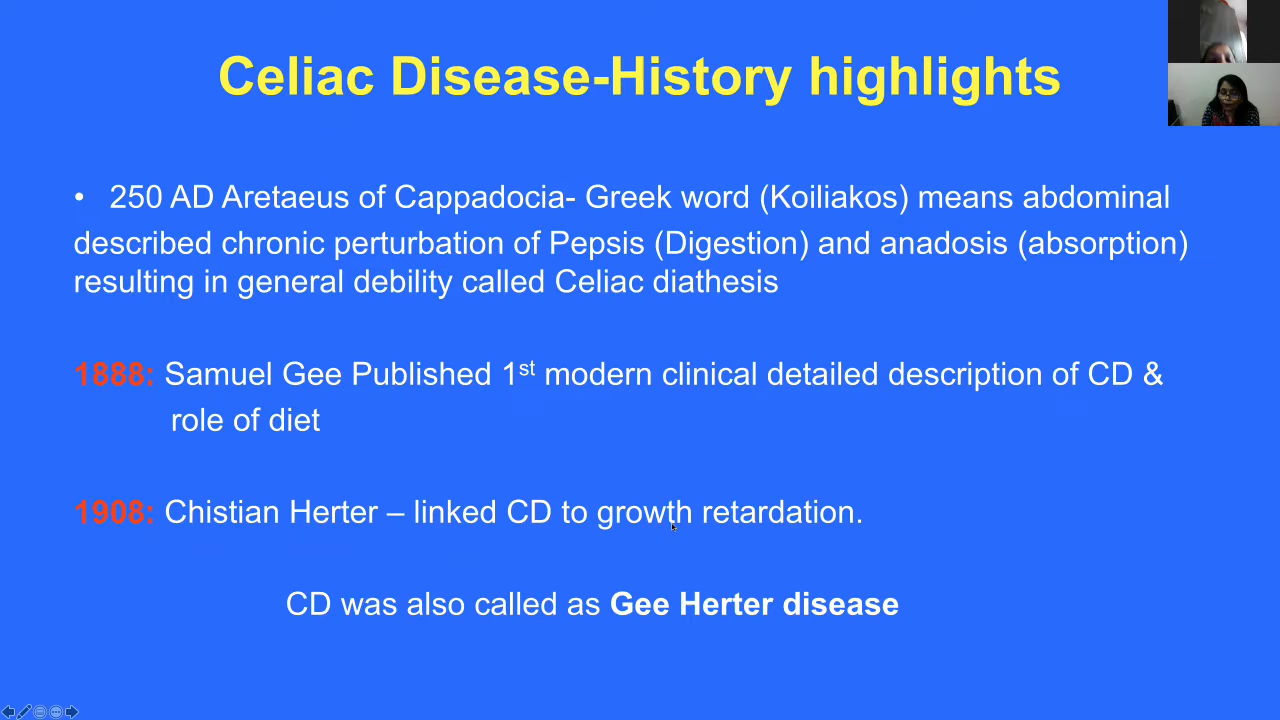 Celiac Disease-History highlights
• 250 AD Aretaeus of Cappadocia- Greek word (Koiliakos) means abdominal
described chronic perturbation of Pepsis (Digestion) and anadosis (absorption)
resulting in general debility called Celiac diathesis
1888: Samuel Gee Published 1st modern clinical detailed description of CD &
role of diet
1908: Chistian Herter – linked CD to growth retardation.
CD was also called as Gee Herter disease